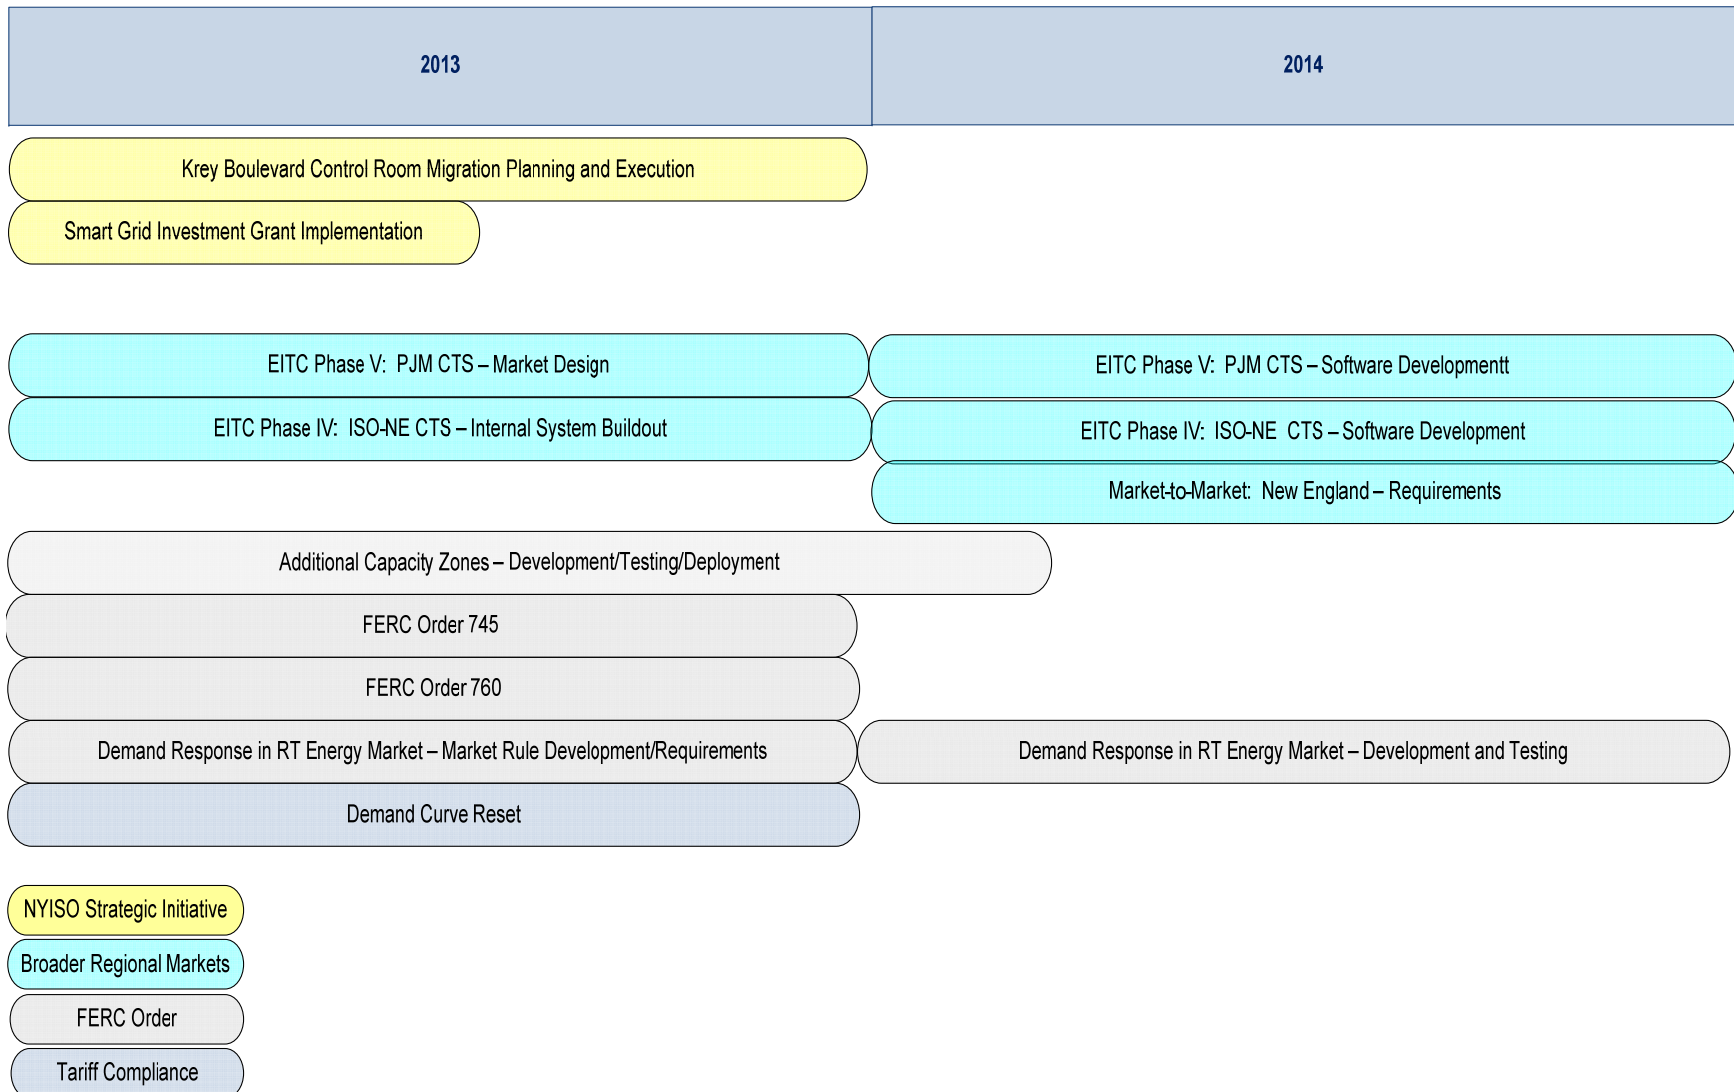 2013
2014
Krey Boulevard Control Room Migration Planning and Execution
Smart Grid Investment Grant Implementation
EITC Phase V: PJM CTS – Market Design
EITC Phase V: PJM CTS – Software Developmentt
EITC Phase IV: ISO-NE CTS – Internal System Buildout
EITC Phase IV: ISO-NE CTS – Software Development
Market-to-Market: New England – Requirements
Additional Capacity Zones – Development/Testing/Deployment
FERC Order 745
FERC Order 760
Demand Response in RT Energy Market – Market Rule Development/Requirements
Demand Response in RT Energy Market – Development and Testing
Demand Curve Reset
NYISO Strategic Initiative
Broader Regional Markets
FERC Order
Tariff Compliance